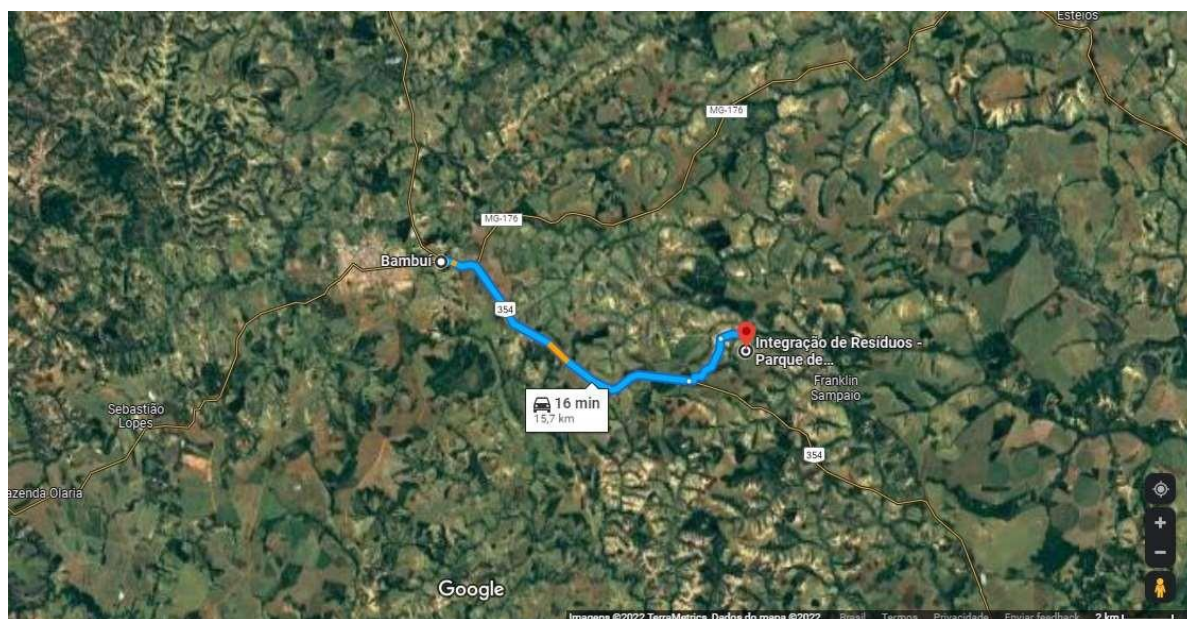 Esteios
MG-176
MG-176
Bambuí
354
Integração de Resíduos -
Parque de...
16 min
15,7 km
Franklin
Sampaio
Sebastião
Lopes
354
azenda Olaria
Google
Imagens ©2022 TerraMetrics, Dados do mapa ©2022 Brasil Termos Privacidade Enviar feedback 2 km